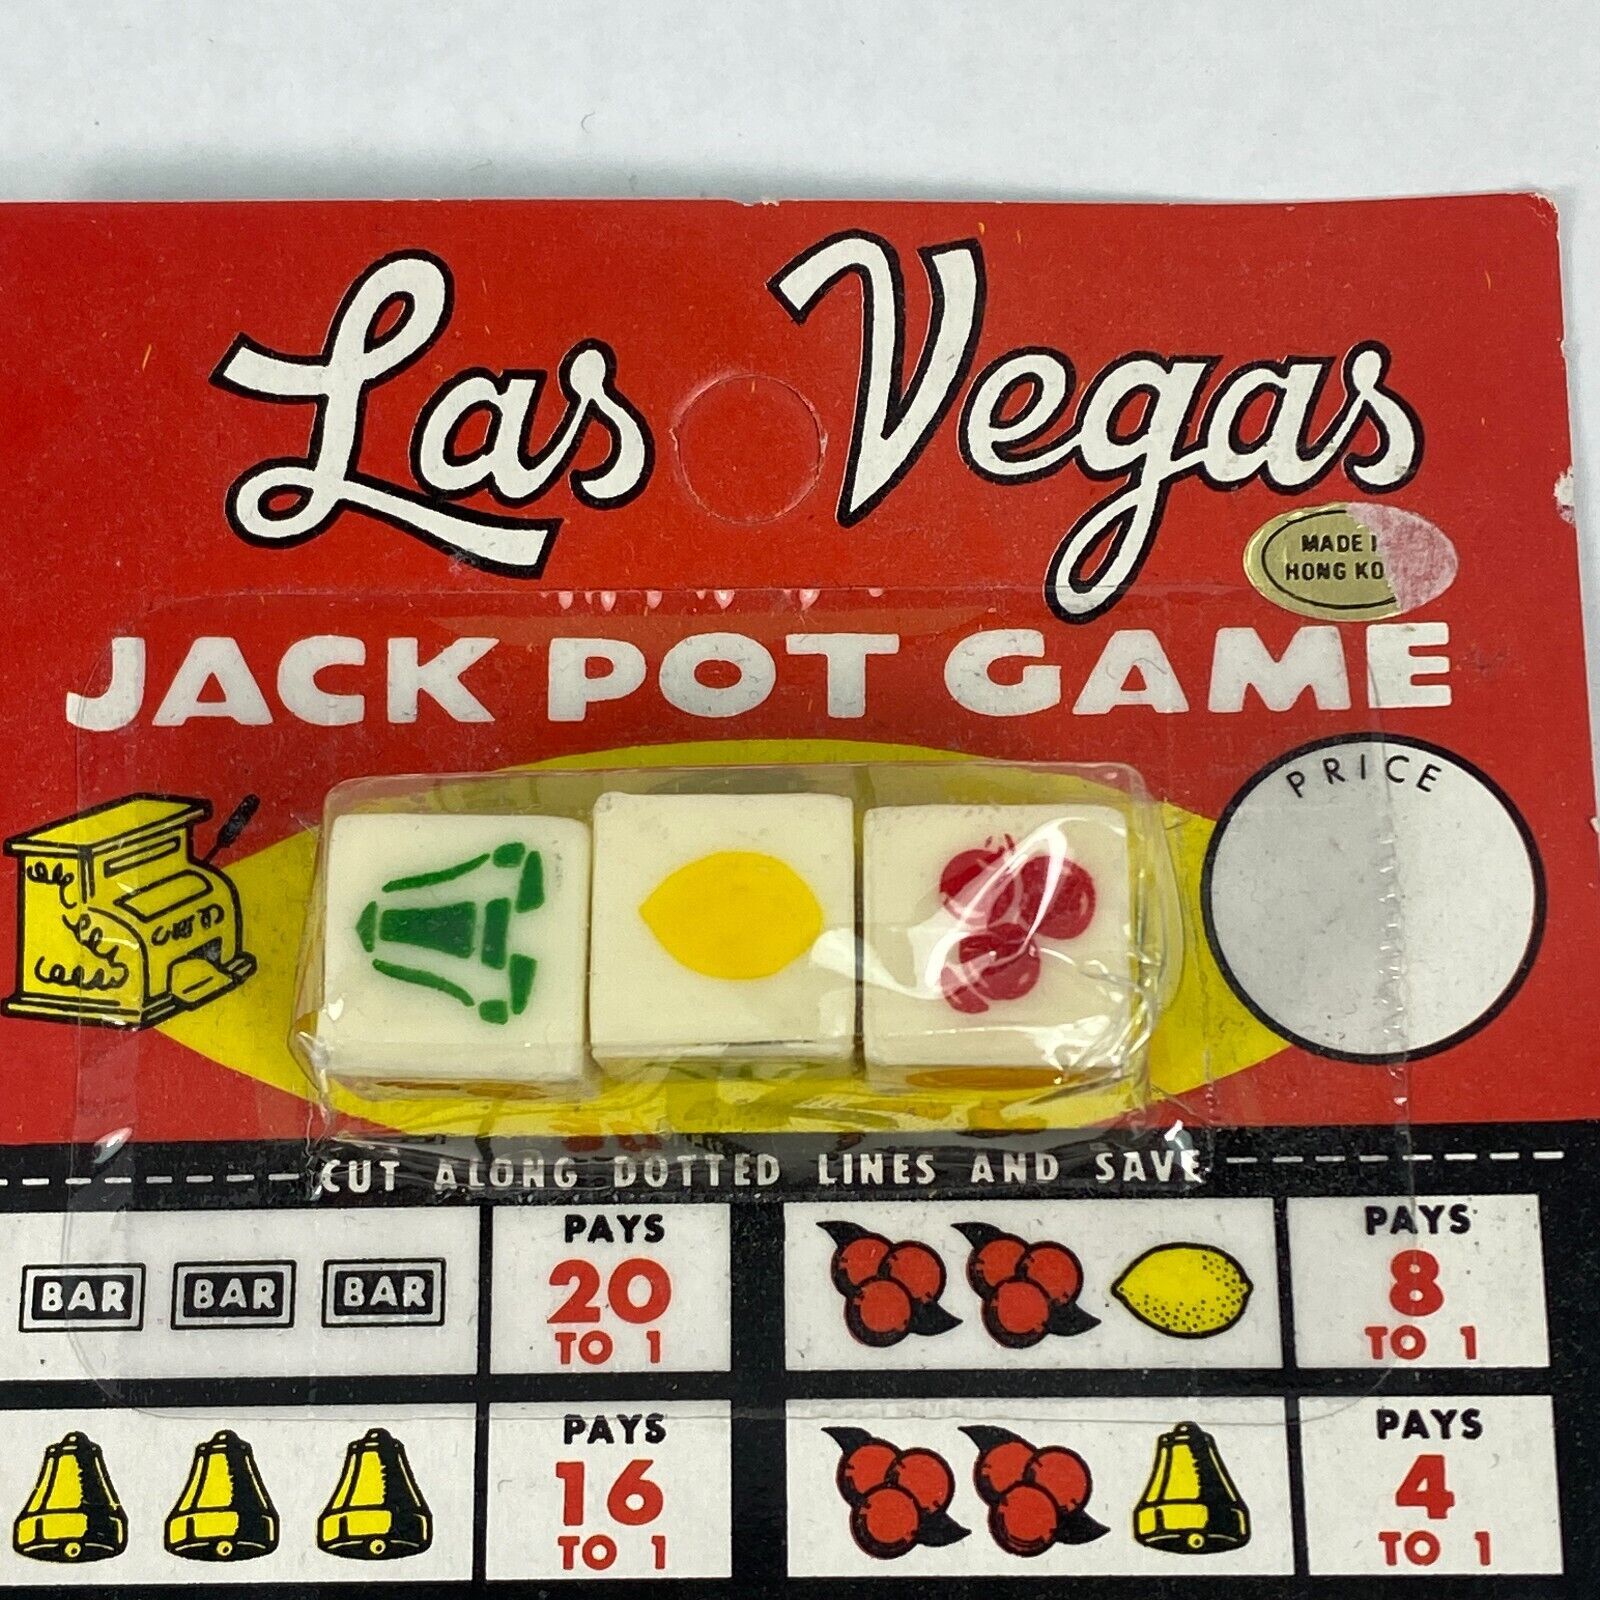 Las Vegas
MADE I
HONG KO
JACK POT GAME
PRICE
CUT ALONG DOTTED LINES AND SAVE
BAR BAR BAR
PAYS
20
TO 1
PAYS
8
TO 1
PAYS
16
TO 1
PAYS
4
TO 1